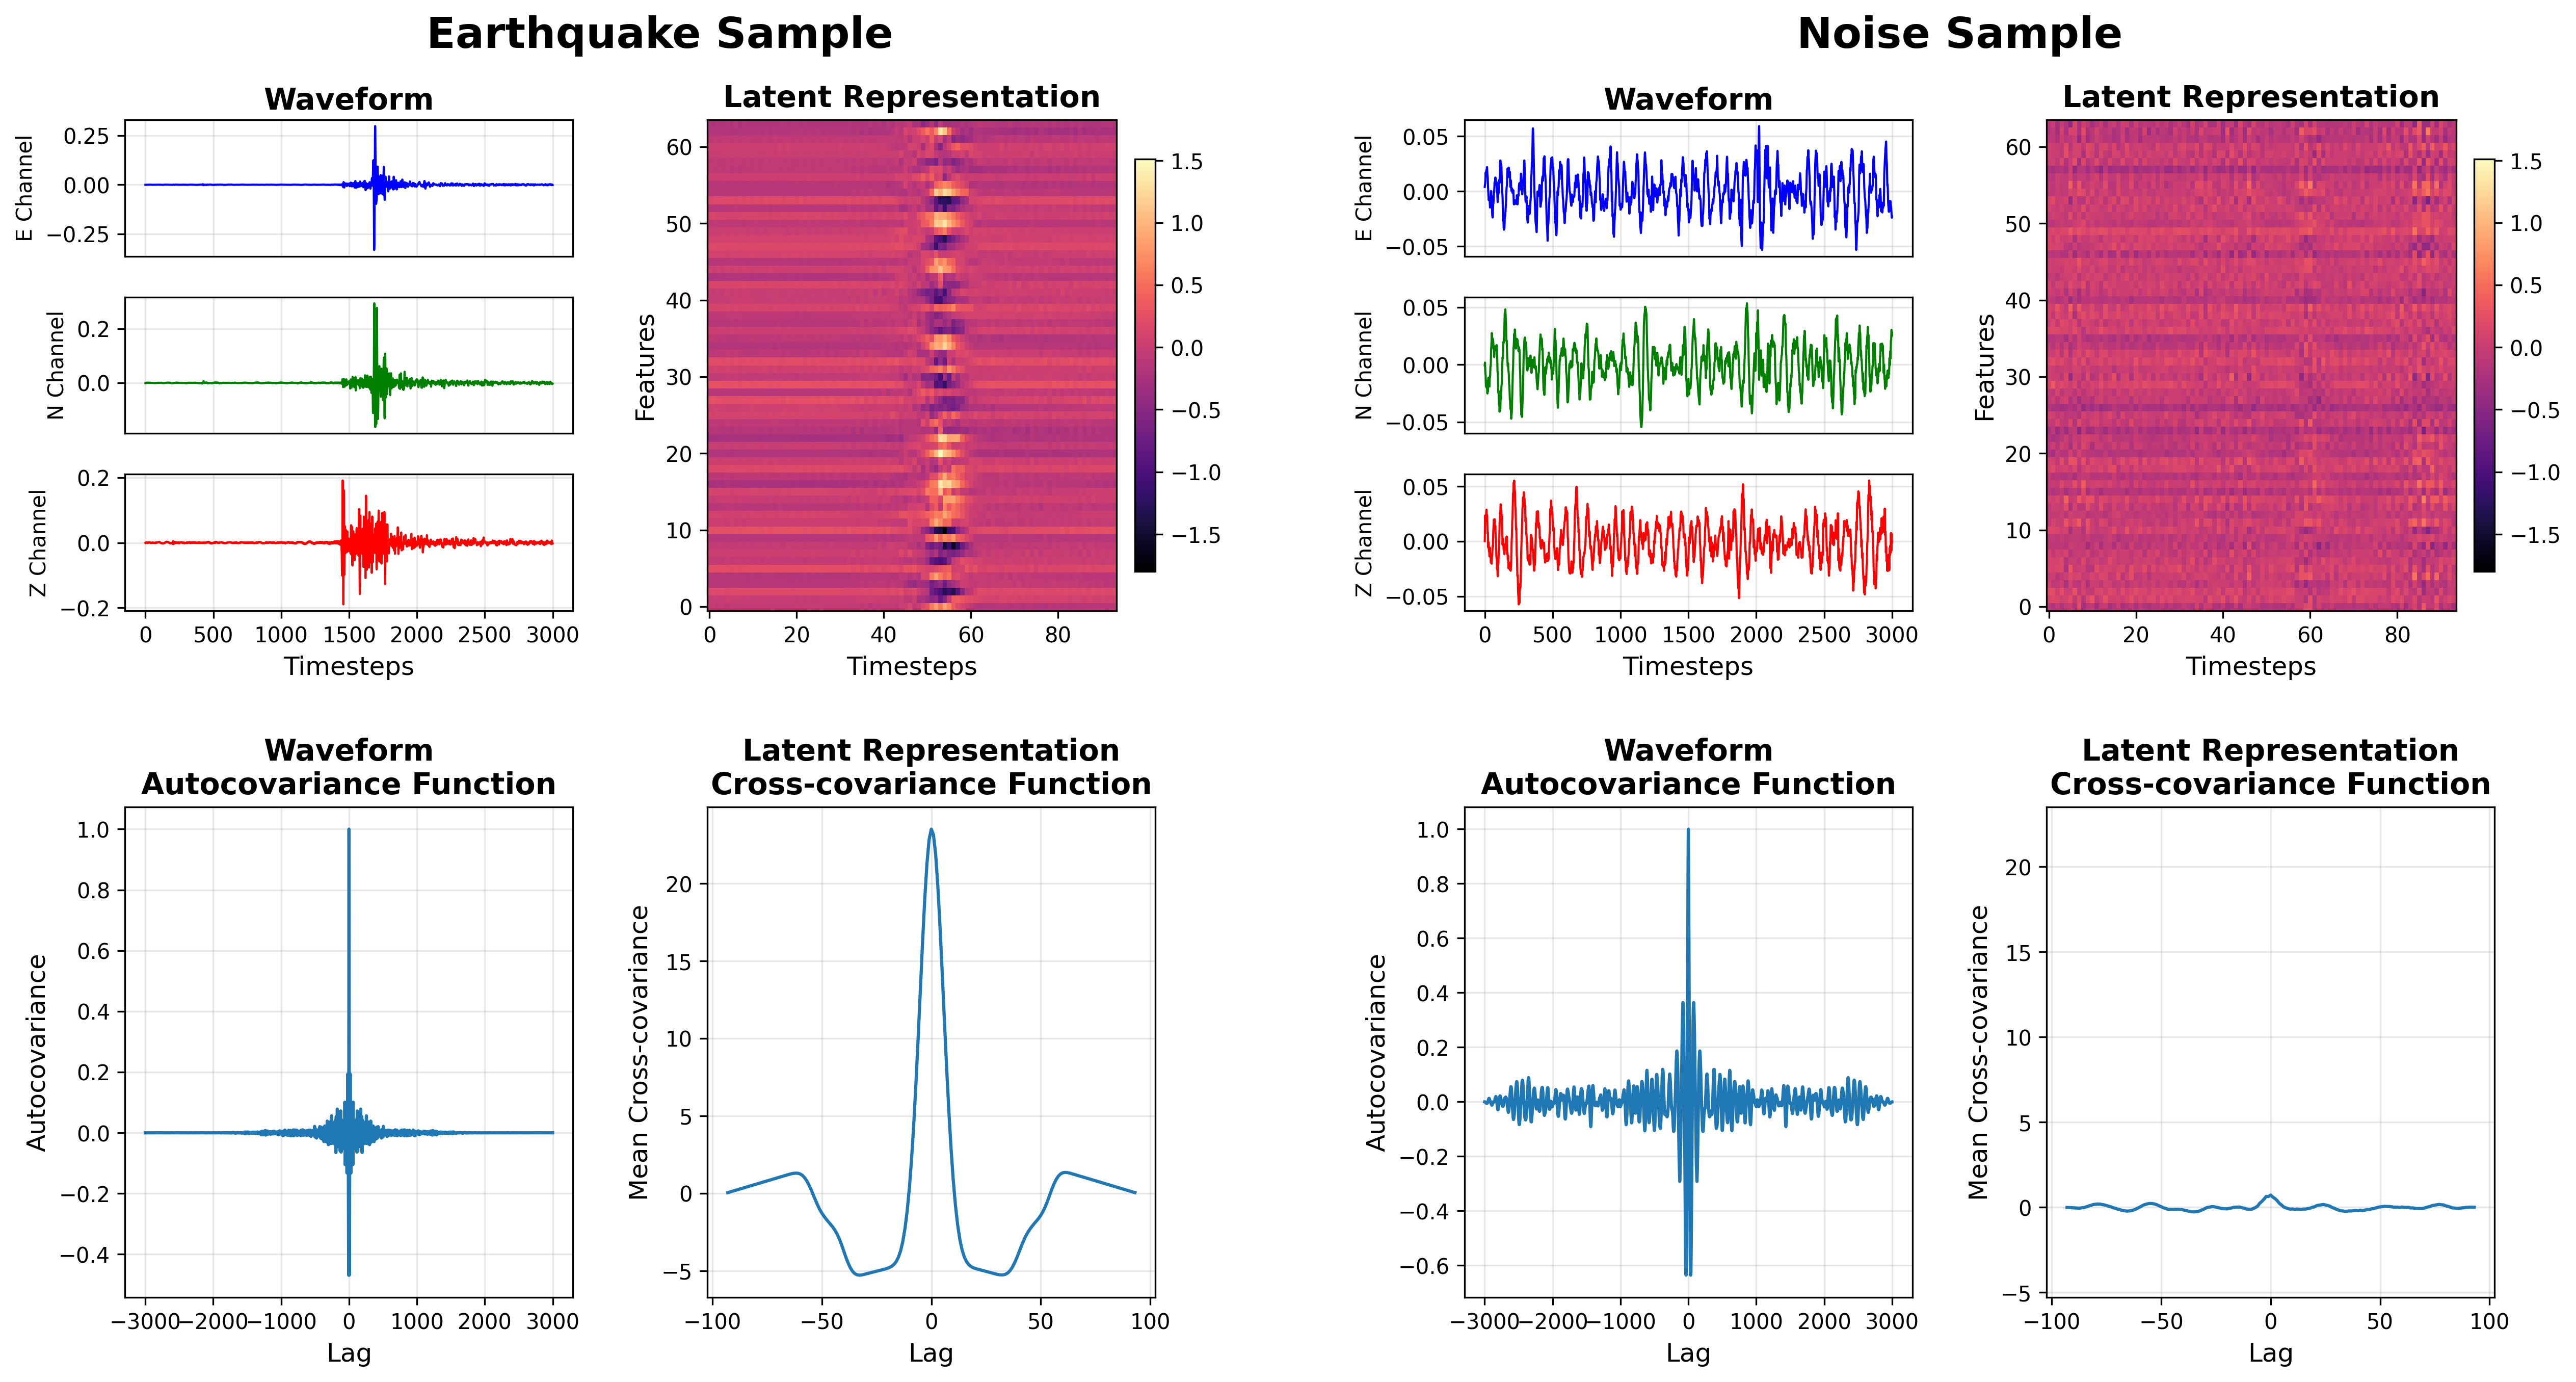 Earthquake Sample
Noise Sample
Waveform
E Channel
0.25
0.00
−0.25
N Channel
0.2
0.0
Z Channel
0.2
0.0
−0.2
0 500 1000 1500 2000 2500 3000
Timesteps
Latent Representation
Features
60
50
40
30
20
10
0
0 20 40 60 80
Timesteps
1.5
1.0
0.5
0.0
−0.5
−1.0
−1.5
Waveform
E Channel
0.05
0.00
−0.05
N Channel
0.05
0.00
−0.05
Z Channel
0.05
0.00
−0.05
0 500 1000 1500 2000 2500 3000
Timesteps
Latent Representation
Features
60
50
40
30
20
10
0
0 20 40 60 80
Timesteps
1.5
1.0
0.5
0.0
−0.5
−1.0
−1.5
Waveform
Autocovariance Function
Autocovariance
1.0
0.8
0.6
0.4
0.2
0.0
−0.2
−0.4
−3000 −2000 −1000 0 1000 2000 3000
Lag
Latent Representation
Cross-covariance Function
Mean Cross-covariance
20
15
10
5
0
−5
−100 −50 0 50 100
Lag
Waveform
Autocovariance Function
Autocovariance
1.0
0.8
0.6
0.4
0.2
0.0
−0.2
−0.4
−0.6
−3000 −2000 −1000 0 1000 2000 3000
Lag
Latent Representation
Cross-covariance Function
Mean Cross-covariance
20
15
10
5
0
−5
−100 −50 0 50 100
Lag